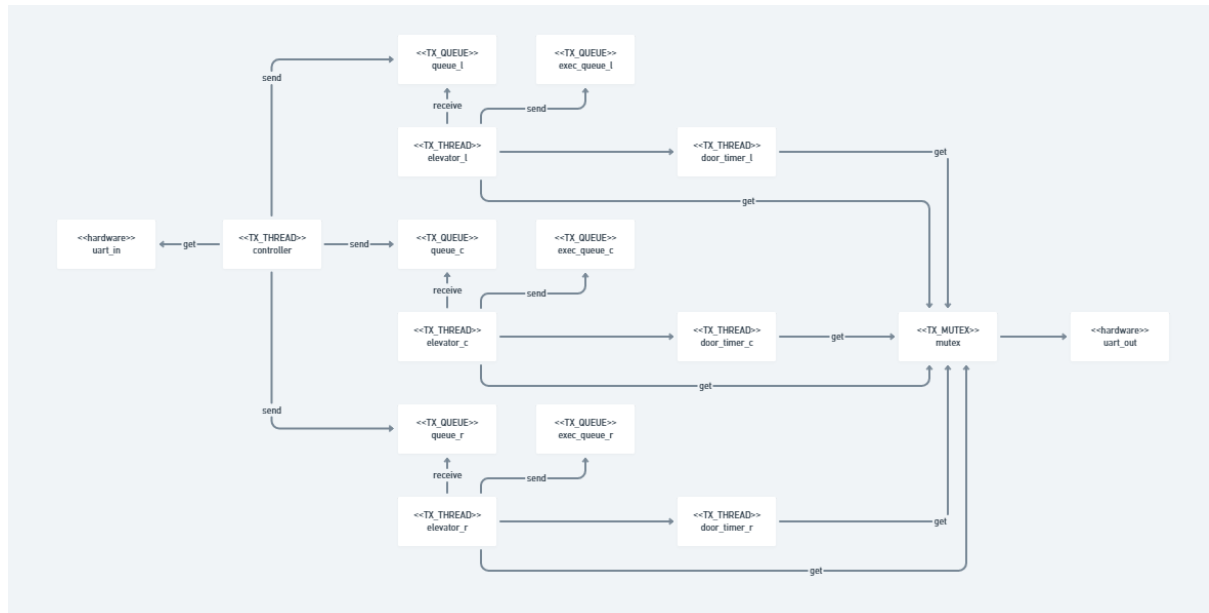 <<TX_QUEUE>>
queue_l
<<TX_QUEUE>>
exec_queue_l
send
receive
send
<<TX_THREAD>>
elevator_l
<<TX_THREAD>>
door_timer_l
get
get
<<hardware>>
uart_in
get
<<TX_THREAD>>
controller
send
<<TX_QUEUE>>
queue_c
<<TX_QUEUE>>
exec_queue_c
receive
send
<<TX_THREAD>>
elevator_c
<<TX_THREAD>>
door_timer_c
get
<<TX_MUTEX>>
mutex
<<hardware>>
uart_out
get
send
<<TX_QUEUE>>
queue_r
<<TX_QUEUE>>
exec_queue_r
receive
send
<<TX_THREAD>>
elevator_r
<<TX_THREAD>>
door_timer_r
get
get